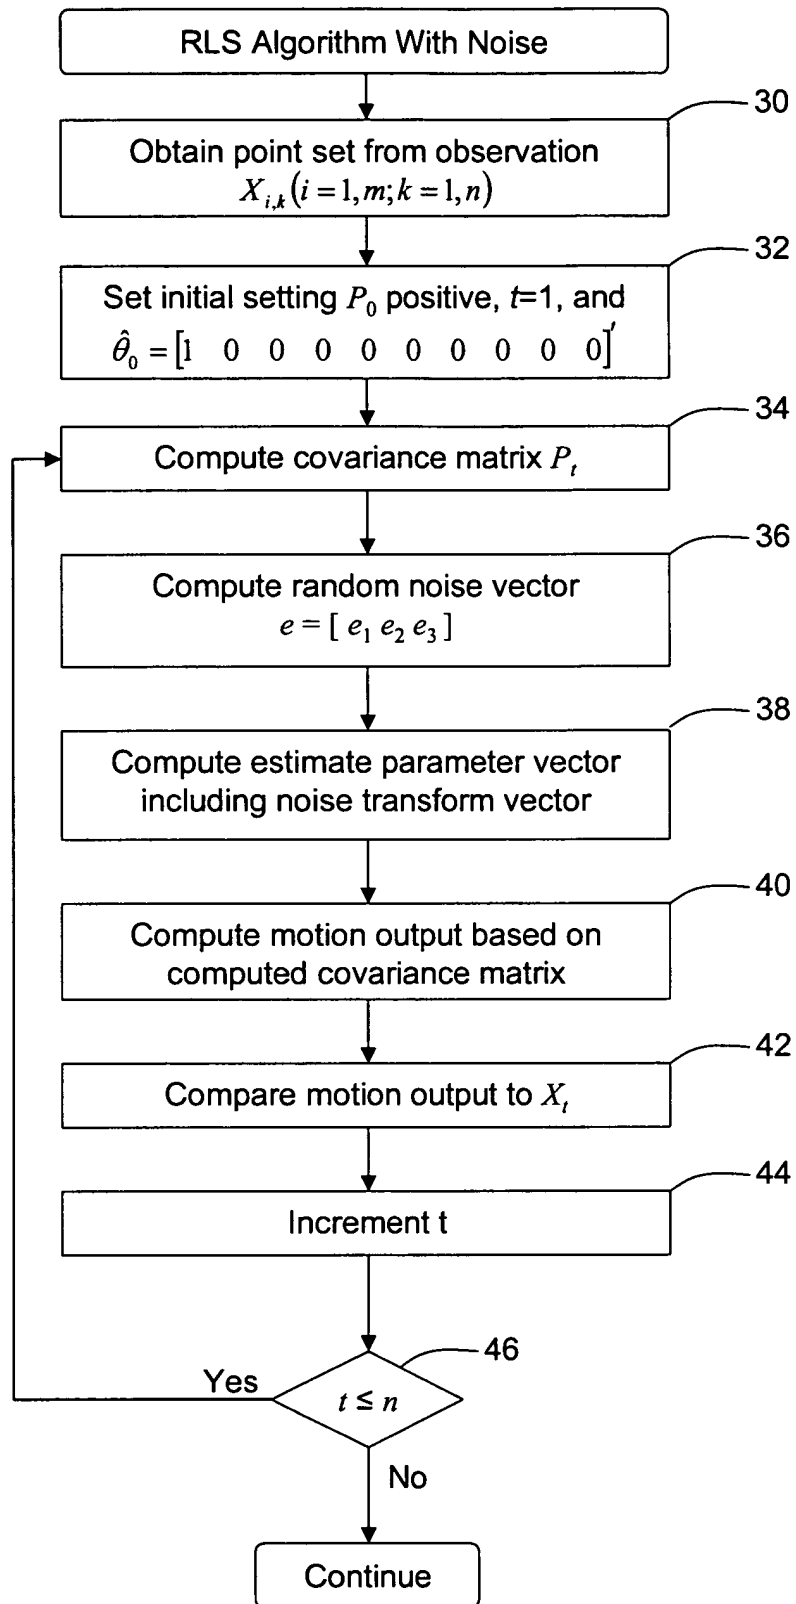 RLS Algorithm With Noise
30
Obtain point set from observation
X_{i,k}(i = 1, m; k = 1, n)
32
Set initial setting P_0 positive, t=1, and
θ̂_0 = [1 0 0 0 0 0 0 0 0 0]'
34
Compute covariance matrix P_t
36
Compute random noise vector
e = [ e_1 e_2 e_3 ]
38
Compute estimate parameter vector
including noise transform vector
40
Compute motion output based on
computed covariance matrix
42
Compare motion output to X_t
44
Increment t
46
Yes
t ≤ n
No
Continue